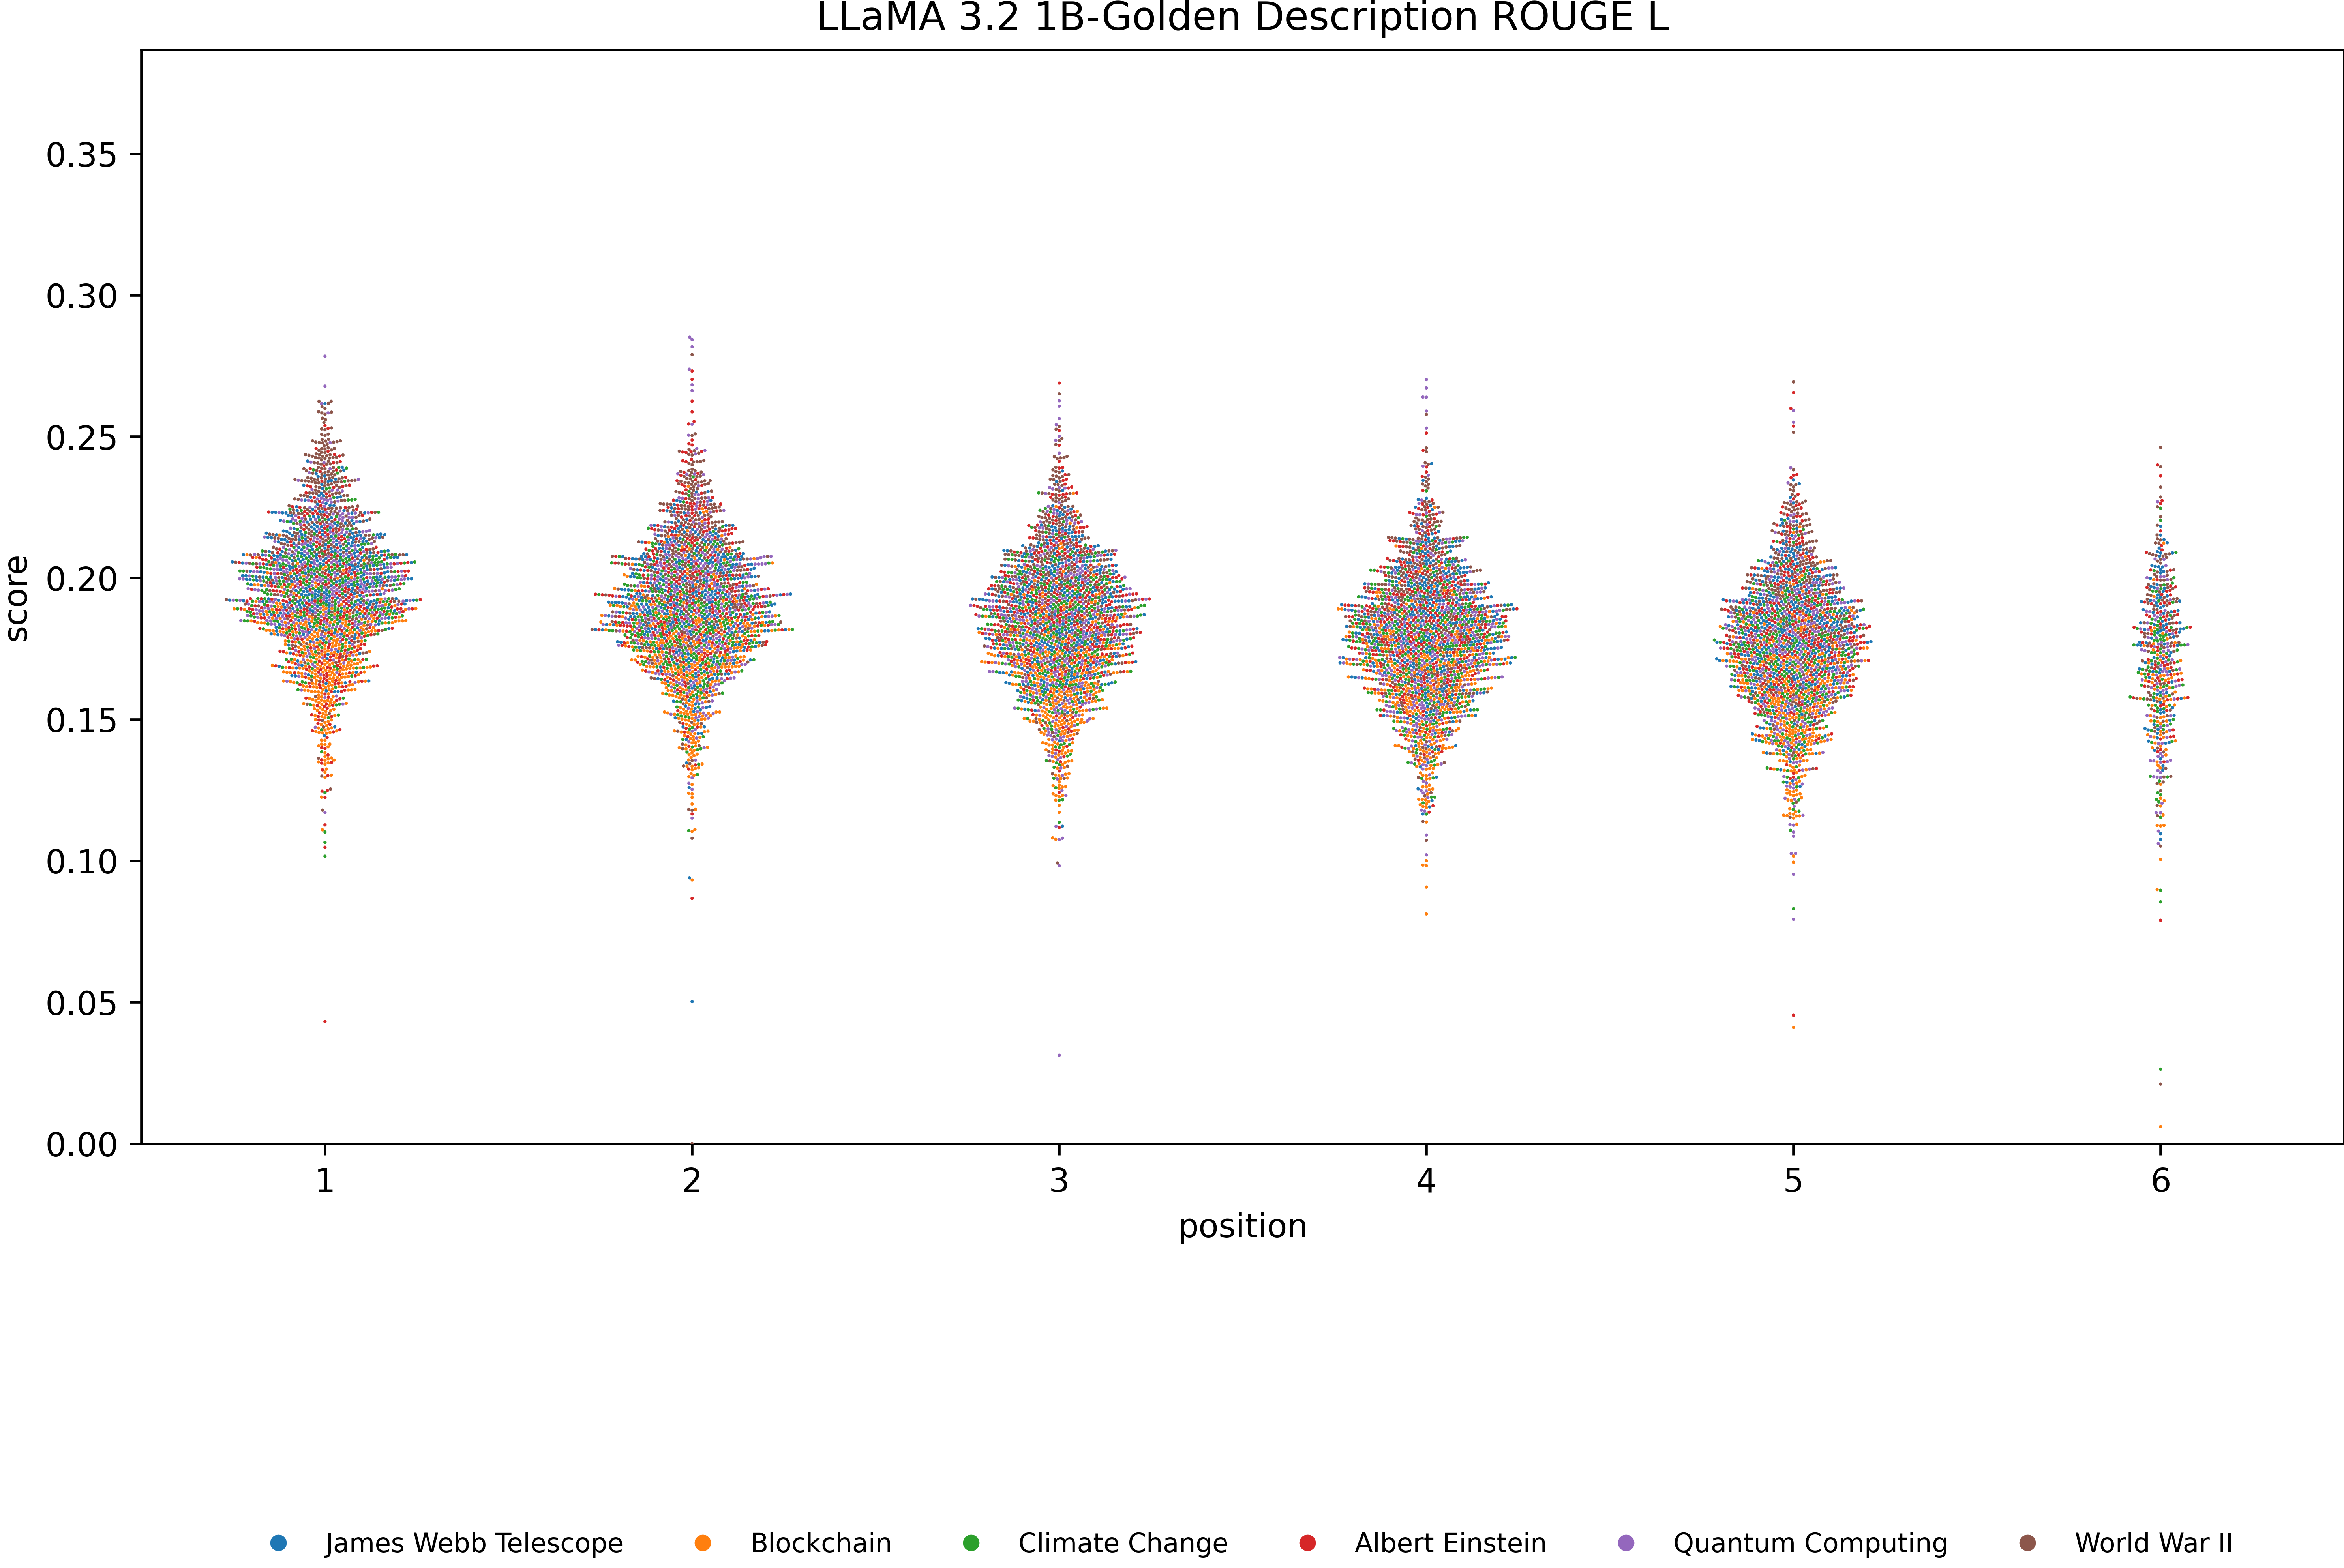 LLaMA 3.2 1B-Golden Description ROUGE L
0.35
0.30
0.25
0.20
0.15
0.10
0.05
0.00
score
1 2 3 4 5 6
position
James Webb Telescope Blockchain Climate Change Albert Einstein Quantum Computing World War II